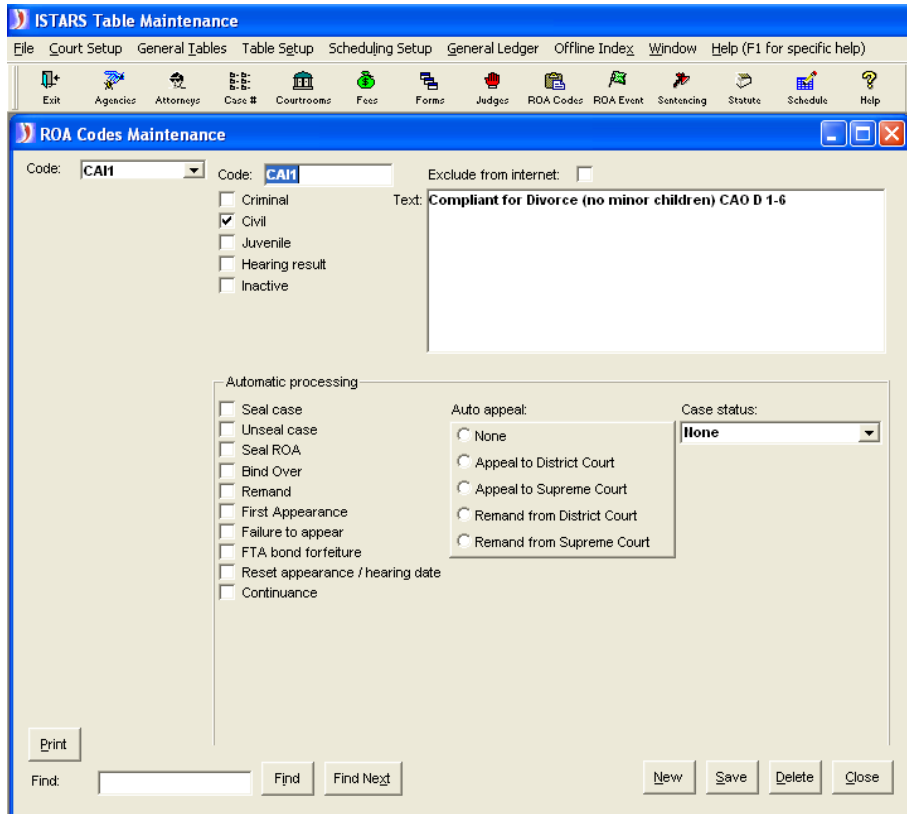 ISTARS Table Maintenance
File Court Setup General Tables Table Setup Scheduling Setup General Ledger Offline Index Window Help (F1 for specific help)
Exit Agencies Attorneys Case # Courtrooms Fees Forms Judges ROA Codes ROA Event Sentencing Statute Schedule Help
ROA Codes Maintenance
Code: CAI1 Code: CAI1 Exclude from internet:
Criminal Text: Compliant for Divorce (no minor children) CAO D 1-6
Civil
Juvenile
Hearing result
Inactive
Automatic processing
Seal case Auto appeal: Case status:
Unseal case None None
Seal ROA
Bind Over Appeal to District Court
Remand Appeal to Supreme Court
First Appearance Remand from District Court
Failure to appear Remand from Supreme Court
FTA bond forfeiture
Reset appearance / hearing date
Continuance
Print
Find: Find Find Next New Save Delete Close